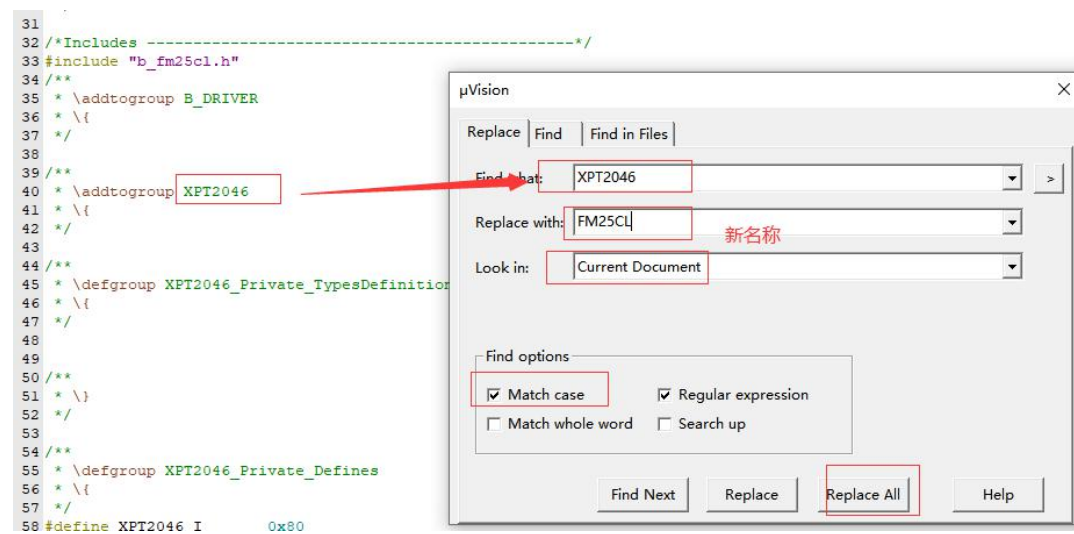 31
32 /*Includes ----------------------------------------------*/
33 #include "b_fm25cl.h"
34 /**
35 * \addtogroup B_DRIVER
36 * \{
37 */
38
39 /**
40 * \addtogroup XPT2046
41 * \{
42 */
43
44 /**
45 * \defgroup XPT2046_Private_TypesDefinition
46 * \{
47 */
48
49
50 /**
51 * \}
52 */
53
54 /**
55 * \defgroup XPT2046_Private_Defines
56 * \{
57 */
58 #define XPT2046_I 0x80
µVision
Replace Find Find in Files
Find what: XPT2046 >
Replace with: FM25CL
新名称
Look in: Current Document
Find options
Match case Regular expression
Match whole word Search up
Find Next Replace Replace All Help